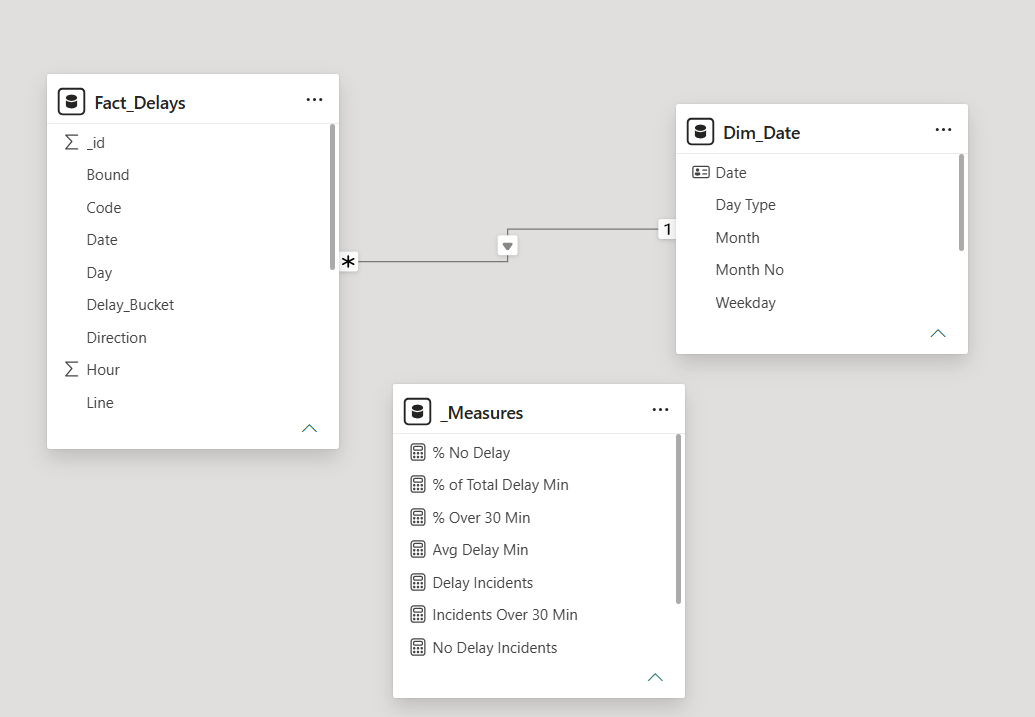 Fact_Delays
_id
Bound
Code
Date
Day
Delay_Bucket
Direction
Hour
Line
*
1
Dim_Date
Date
Day Type
Month
Month No
Weekday
_Measures
% No Delay
% of Total Delay Min
% Over 30 Min
Avg Delay Min
Delay Incidents
Incidents Over 30 Min
No Delay Incidents